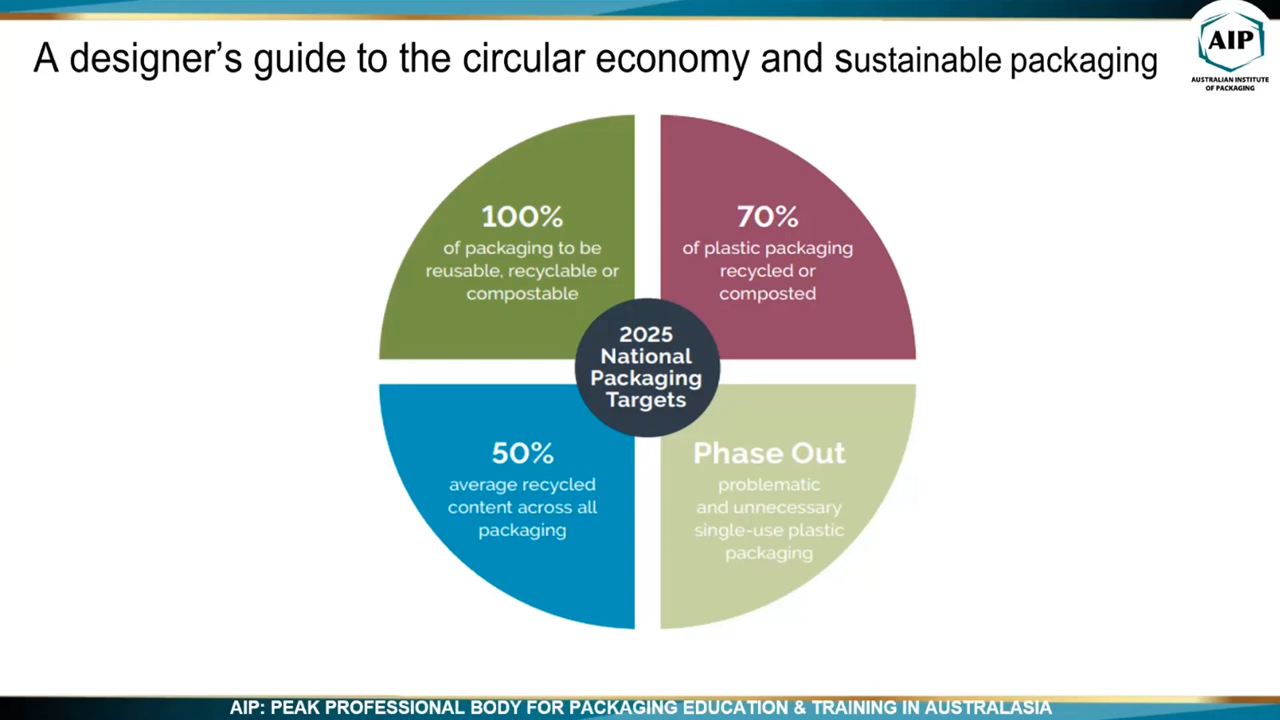 A designer's guide to the circular economy and sustainable packaging
AIP
AUSTRALIAN INSTITUTE
OF PACKAGING
100%
of packaging to be
reusable, recyclable or
compostable
70%
of plastic packaging
recycled or
composted
2025
National
Packaging
Targets
50%
average recycled
content across all
packaging
Phase Out
problematic
and unnecessary
single-use plastic
packaging
AIP: PEAK PROFESSIONAL BODY FOR PACKAGING EDUCATION & TRAINING IN AUSTRALASIA